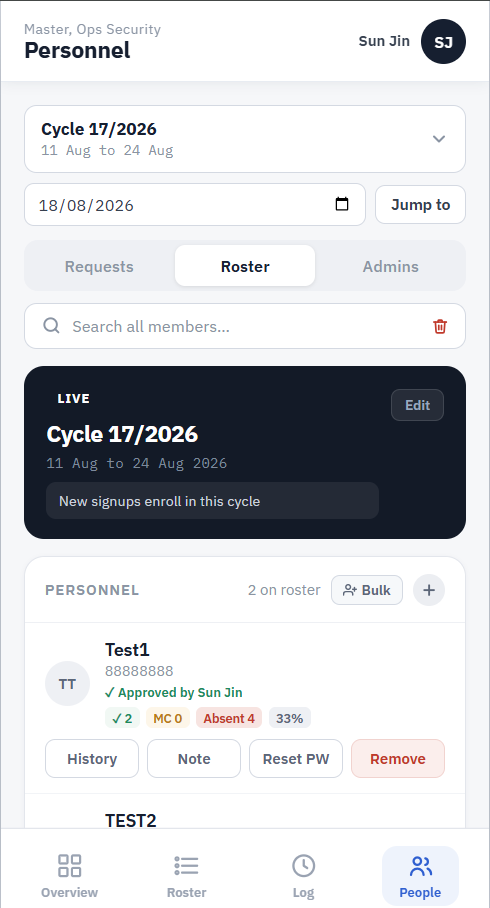 Master, Ops Security
Personnel
Sun Jin
SJ
Cycle 17/2026
11 Aug to 24 Aug
18/08/2026
Jump to
Requests
Roster
Admins
Search all members...
LIVE
Edit
Cycle 17/2026
11 Aug to 24 Aug 2026
New signups enroll in this cycle
PERSONNEL
2 on roster
Bulk
Test1
88888888
✓ Approved by Sun Jin
TT
✓ 2
MC 0
Absent 4
33%
History
Note
Reset PW
Remove
TEST2
Overview
Roster
Log
People